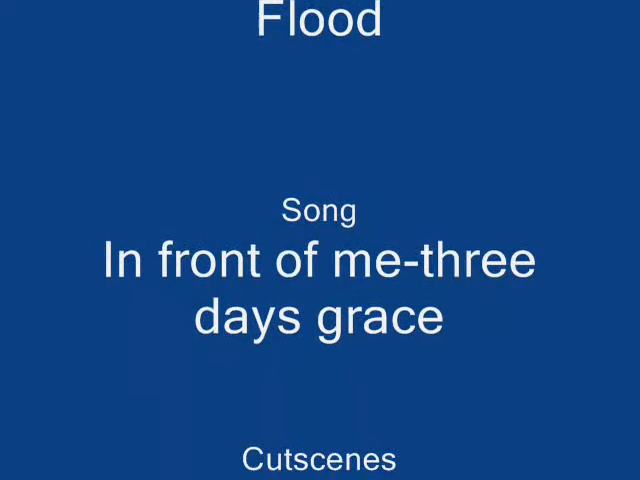 Flood
Song
In front of me-three
days grace
Cutscenes